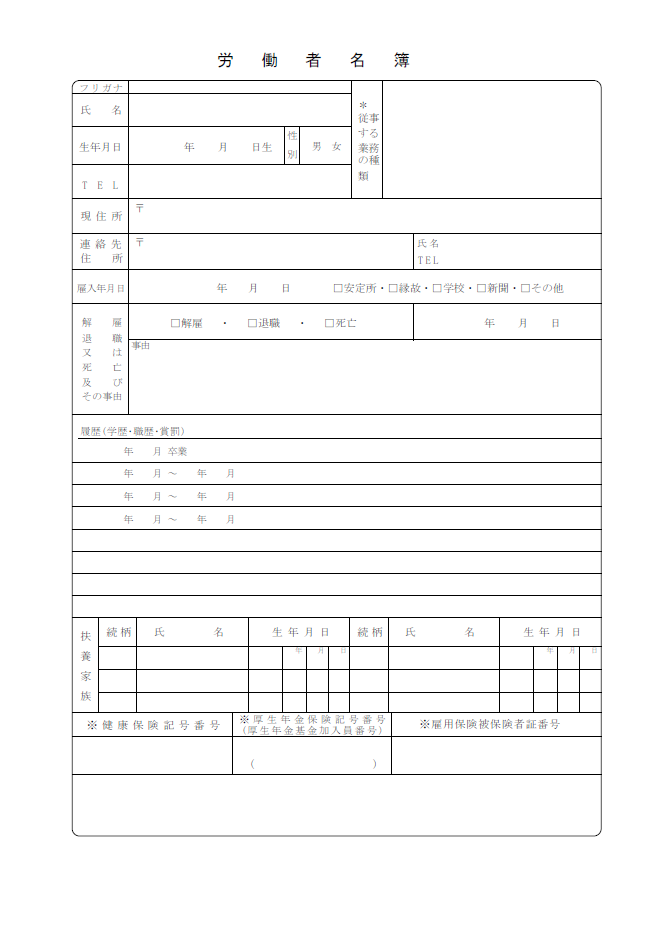 労働者名簿
フリガナ
氏名
生年月日 年 月 日生 性別 男 女
＊従事する業務の種類
ＴＥＬ
現住所 〒
連絡先住所 〒 氏名
TEL
雇入年月日 年 月 日 □安定所・□縁故・□学校・□新聞・□その他
解雇
退職
又は
死亡
及び
その事由
□解雇 ・ □退職 ・ □死亡 年 月 日
事由
履歴（学歴・職歴・賞罰）
年 月 卒業
年 月 ～ 年 月
年 月 ～ 年 月
年 月 ～ 年 月
扶養家族
続柄 氏名 生年月日 続柄 氏名 生年月日
年 月 日 年 月 日
※健康保険記号番号
※厚生年金保険記号番号
（厚生年金基金加入員番号）
※雇用保険被保険者証番号
（ ）